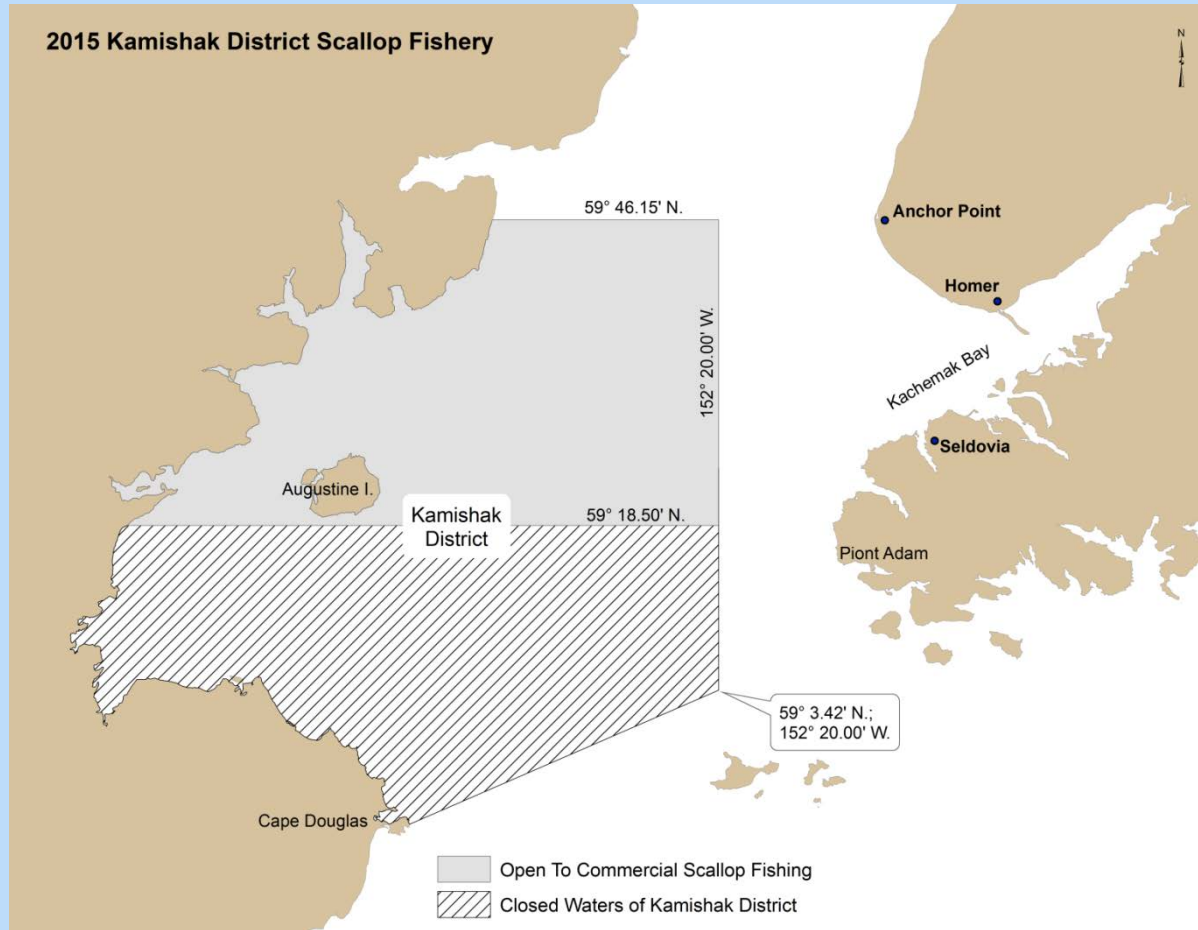 2015 Kamishak District Scallop Fishery
N
59° 46.15' N.
Anchor Point
Homer
152° 20.00' W.
Kachemak Bay
Seldovia
Augustine I.
Kamishak
District
59° 18.50' N.
Piont Adam
59° 3.42' N.;
152° 20.00' W.
Cape Douglas
Open To Commercial Scallop Fishing
Closed Waters of Kamishak District